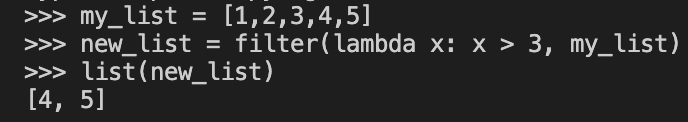 >>> my_list = [1,2,3,4,5]
>>> new_list = filter(lambda x: x > 3, my_list)
>>> list(new_list)
[4, 5]